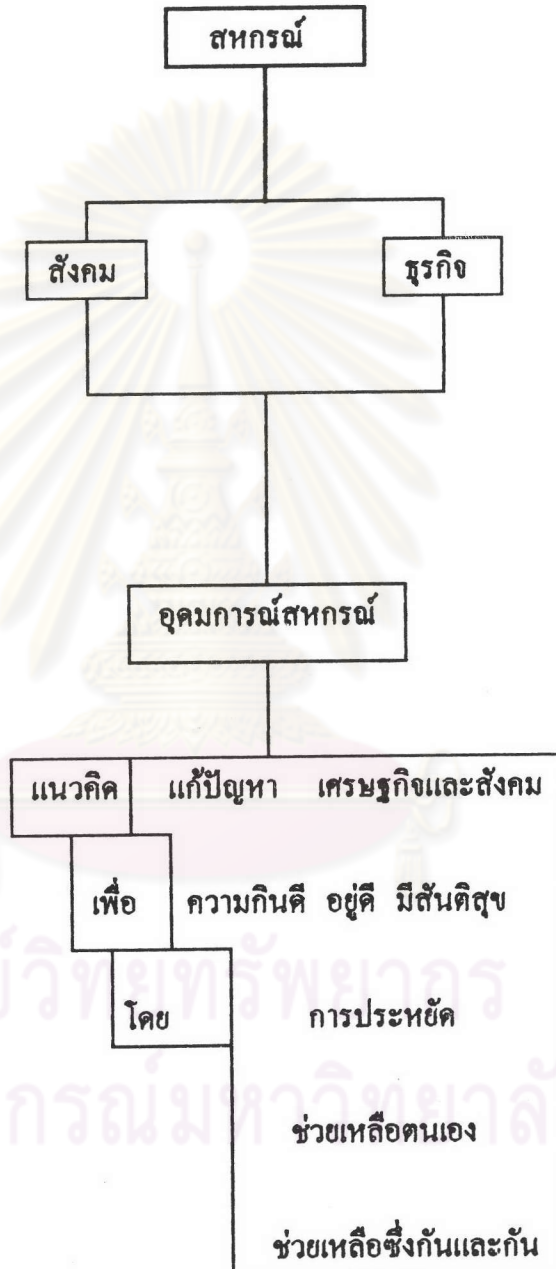 สหกรณ์
สังคม ธุรกิจ
อุดมการณ์สหกรณ์
แนวคิด แก้ปัญหา เศรษฐกิจและสังคม
เพื่อ ความกินดี อยู่ดี มีสันติสุข
โดย การประหยัด
ช่วยเหลือตนเอง
ช่วยเหลือซึ่งกันและกัน